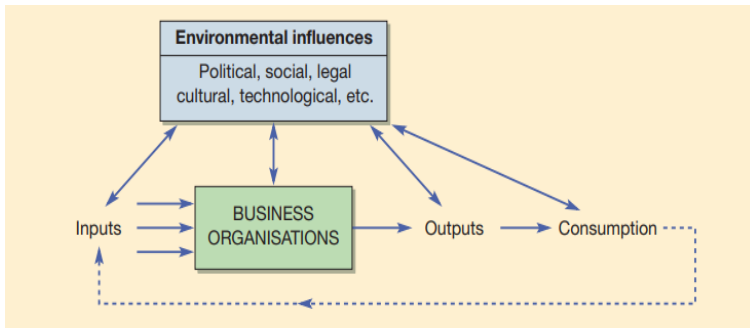 Environmental influences
Political, social, legal
cultural, technological, etc.
Inputs
BUSINESS
ORGANISATIONS
Outputs
Consumption